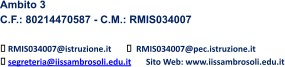 Ambito 3
C.F.: 80214470587 - C.M.: RMIS034007
RMIS034007@istruzione.it RMIS034007@pec.istruzione.it
segreteria@iissambrosoli.edu.it Sito Web: www.iissambrosoli.edu.it